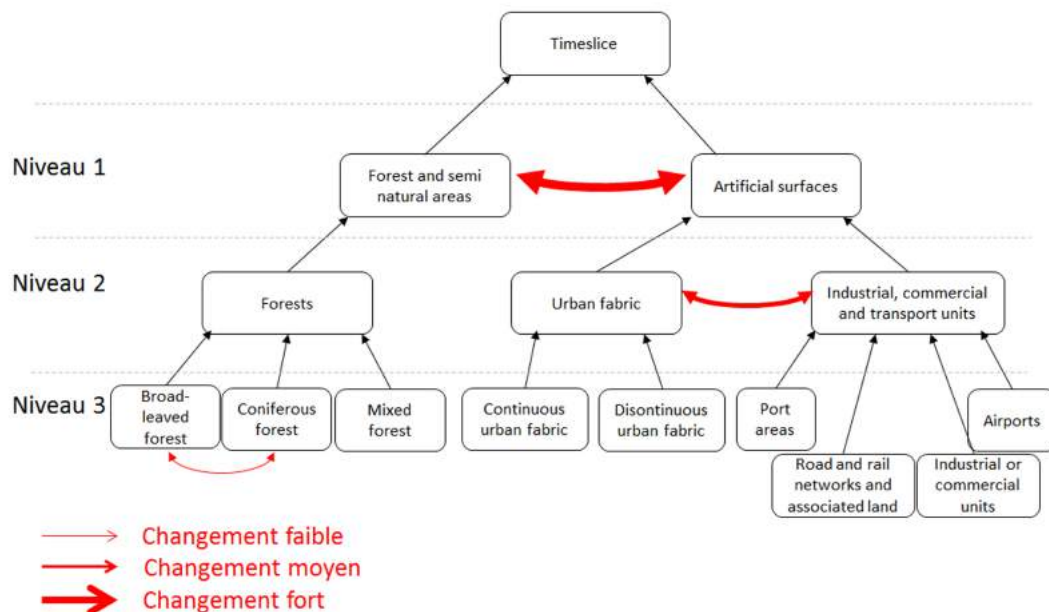 Timeslice
Niveau 1
Forest and semi
natural areas
Artificial surfaces
Niveau 2
Forests
Urban fabric
Industrial, commercial
and transport units
Niveau 3
Broad-
leaved
forest
Coniferous
forest
Mixed
forest
Continuous
urban fabric
Disontinuous
urban fabric
Port
areas
Airports
Road and rail
networks and
associated land
Industrial or
commercial
units
Changement faible
Changement moyen
Changement fort